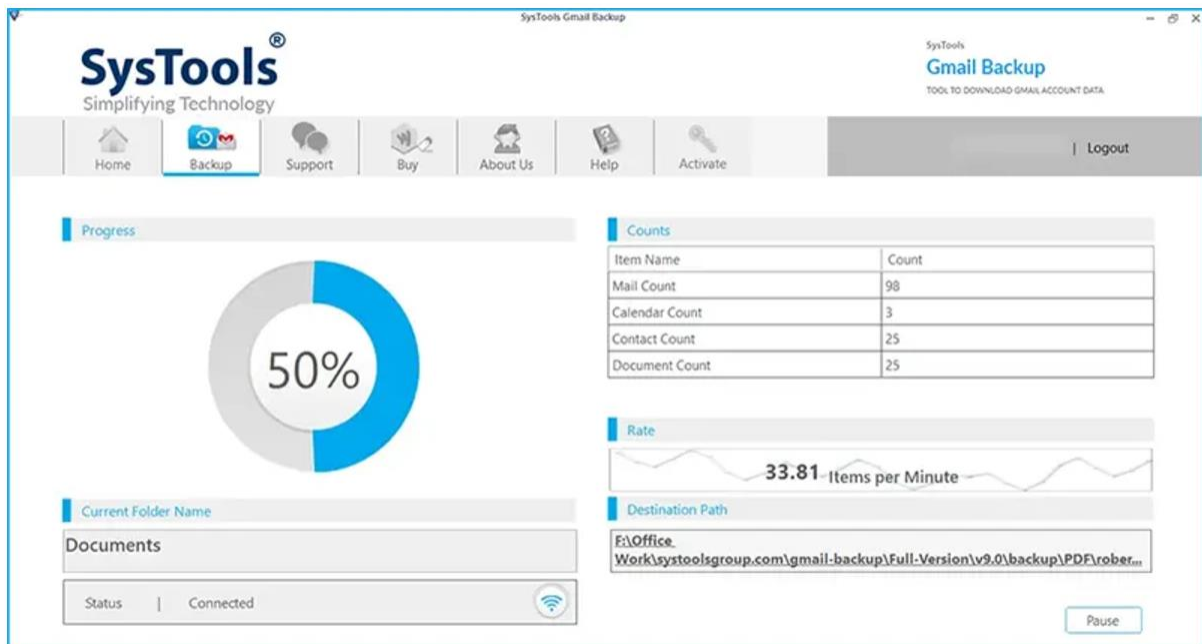 SysTools Gmail Backup
SysTools®
Simplifying Technology
SysTools
Gmail Backup
TOOL TO DOWNLOAD GMAIL ACCOUNT DATA
Home
Backup
Support
Buy
About Us
Help
Activate
| Logout
Progress
50%
Current Folder Name
Documents
Status | Connected
Counts
Item Name Count
Mail Count 98
Calendar Count 3
Contact Count 25
Document Count 25
Rate
33.81 Items per Minute
Destination Path
F:\Office
Work\systoolsgroup.com\gmail-backup\Full-Version\v9.0\backup\PDF\rober...
Pause